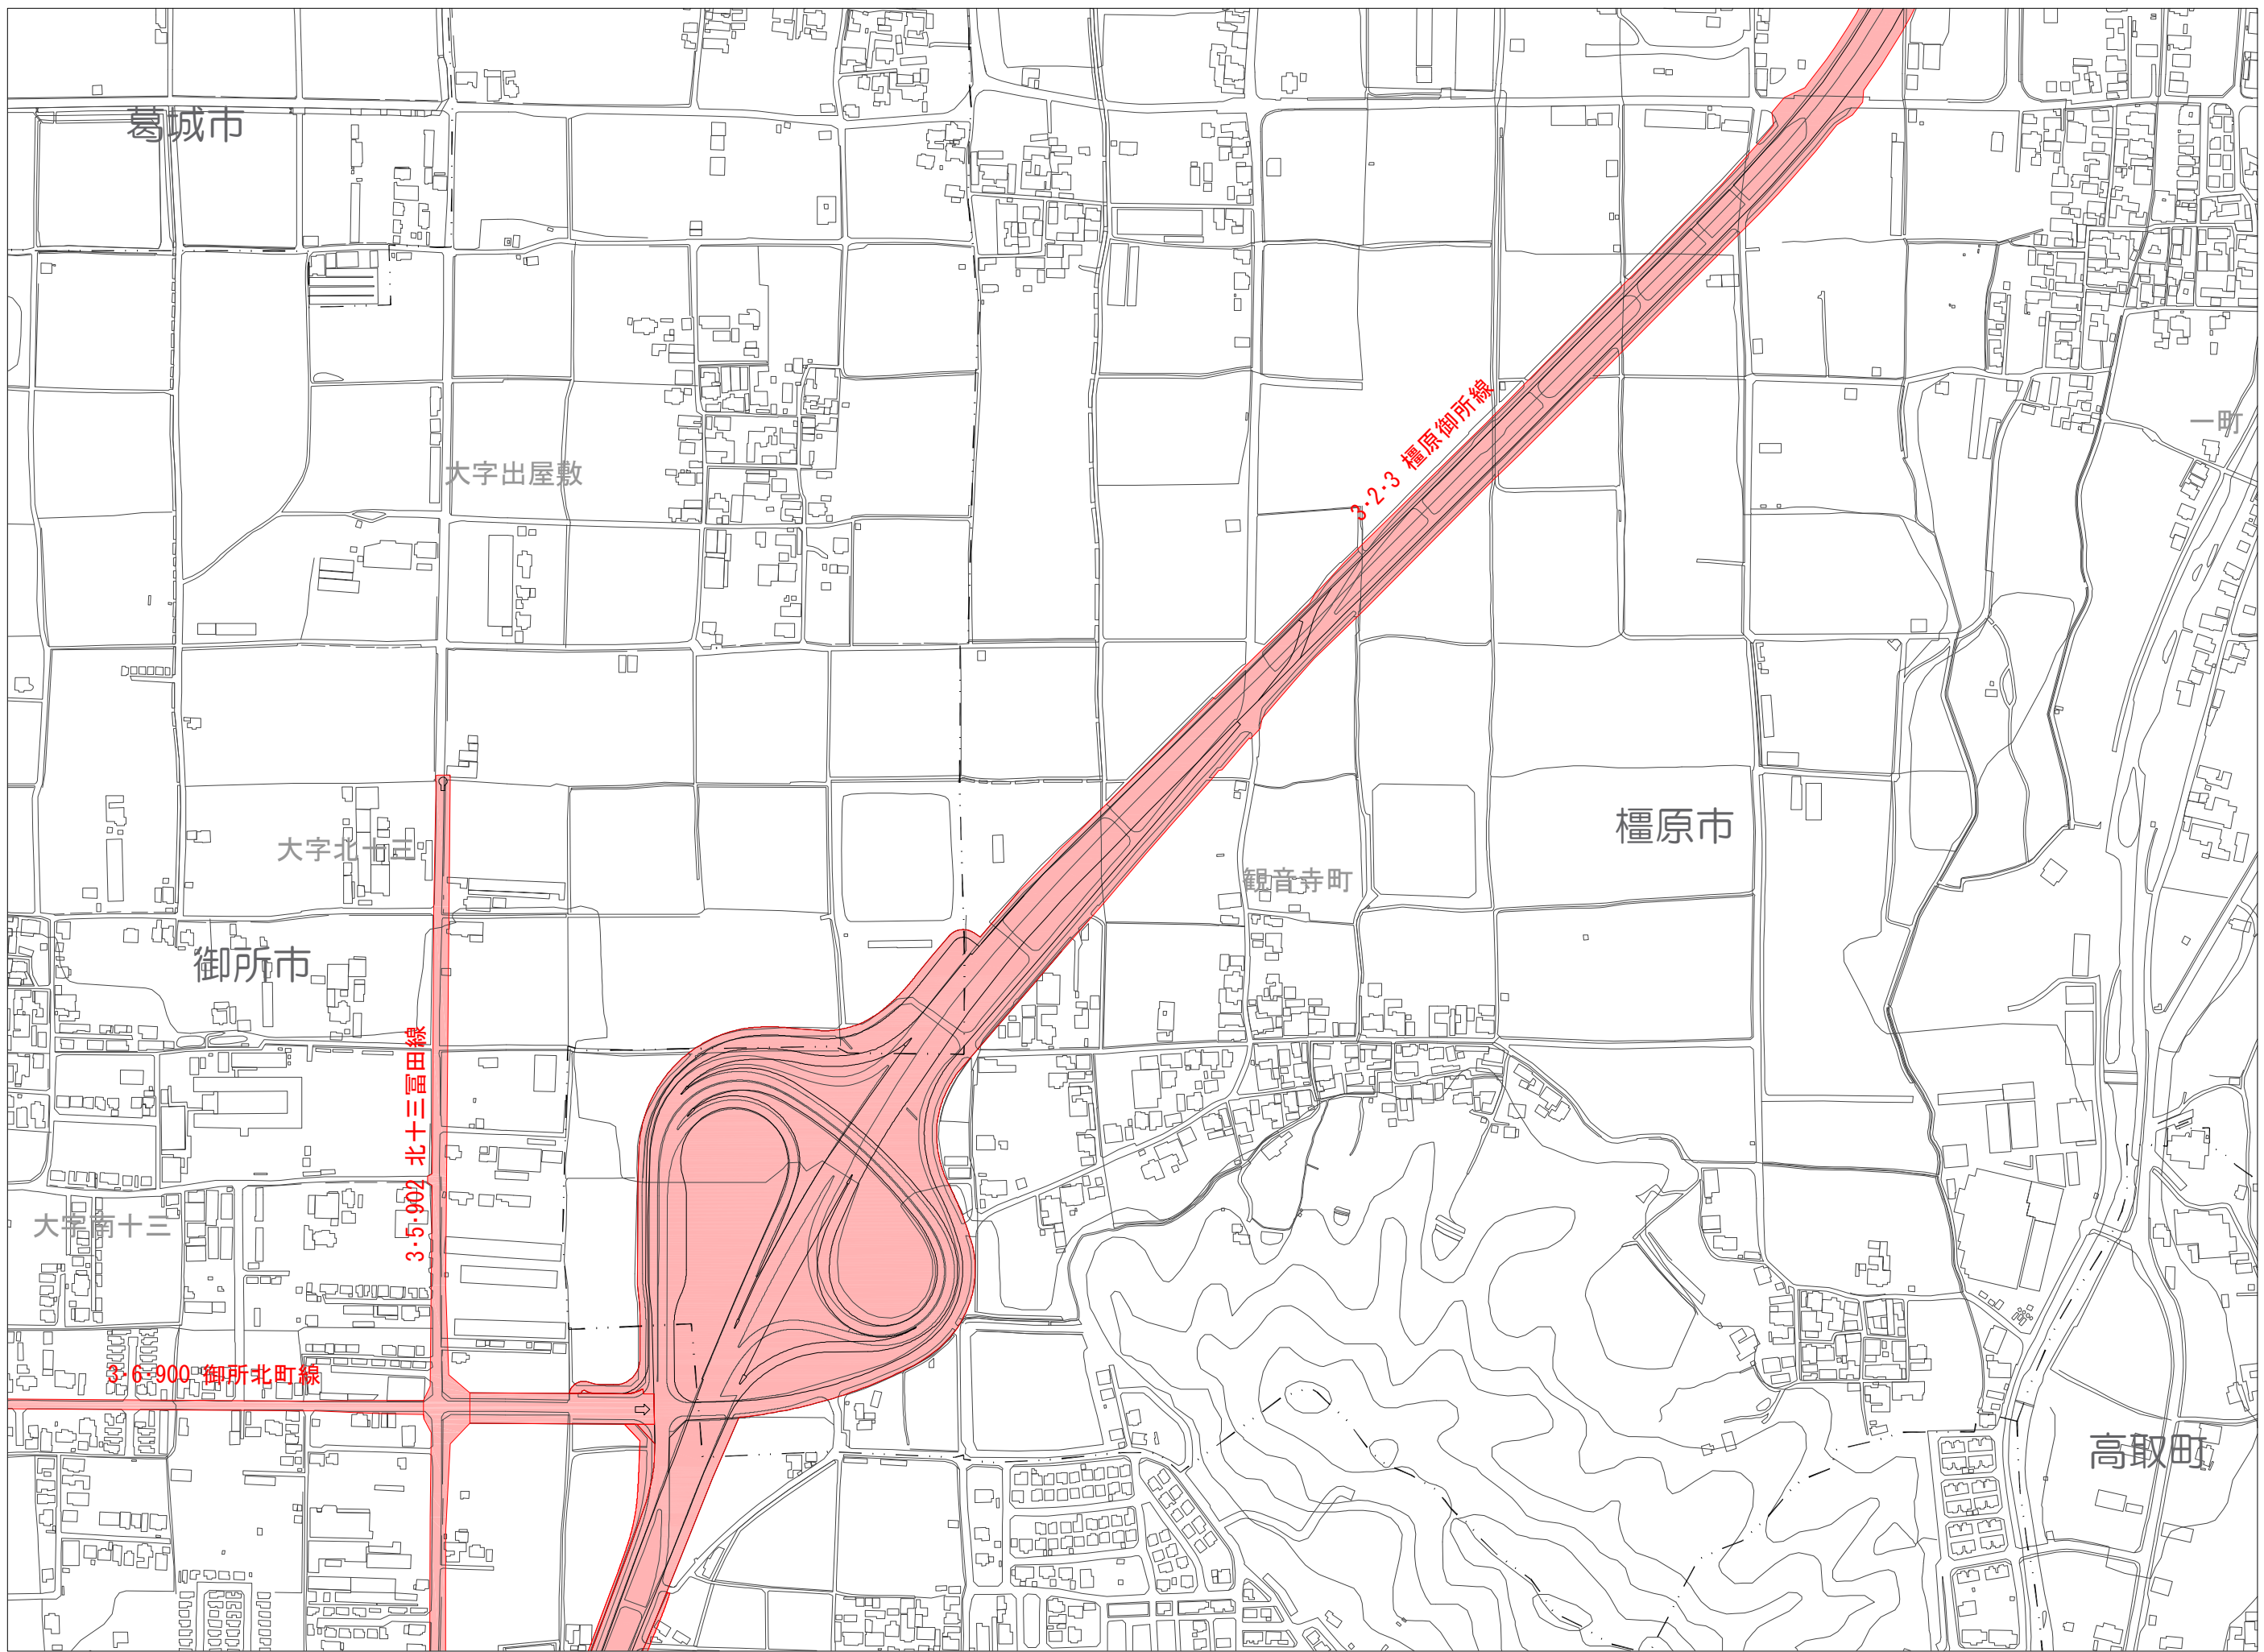 葛城市
3・2・3 橿原御所線
一町
大字出屋敷
橿原市
大字北十三
観音寺町
御所市
3・5・902 北十三冨田線
大字南十三
3・6・900 御所北町線
高取町